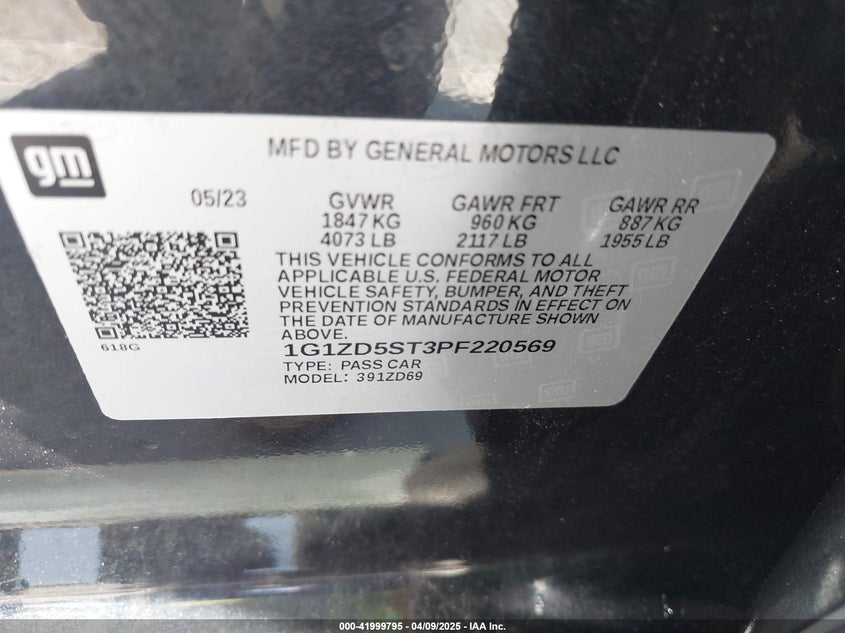 gm
MFD BY GENERAL MOTORS LLC
05/23 GVWR GAWR FRT GAWR RR
1847 KG 960 KG 887 KG
4073 LB 2117 LB 1955 LB
THIS VEHICLE CONFORMS TO ALL
APPLICABLE U.S. FEDERAL MOTOR
VEHICLE SAFETY, BUMPER, AND THEFT
PREVENTION STANDARDS IN EFFECT ON
THE DATE OF MANUFACTURE SHOWN
ABOVE.
618G
1G1ZD5ST3PF220569
TYPE: PASS CAR
MODEL: 391ZD69
000-41999795 - 04/09/2025 - IAA Inc.